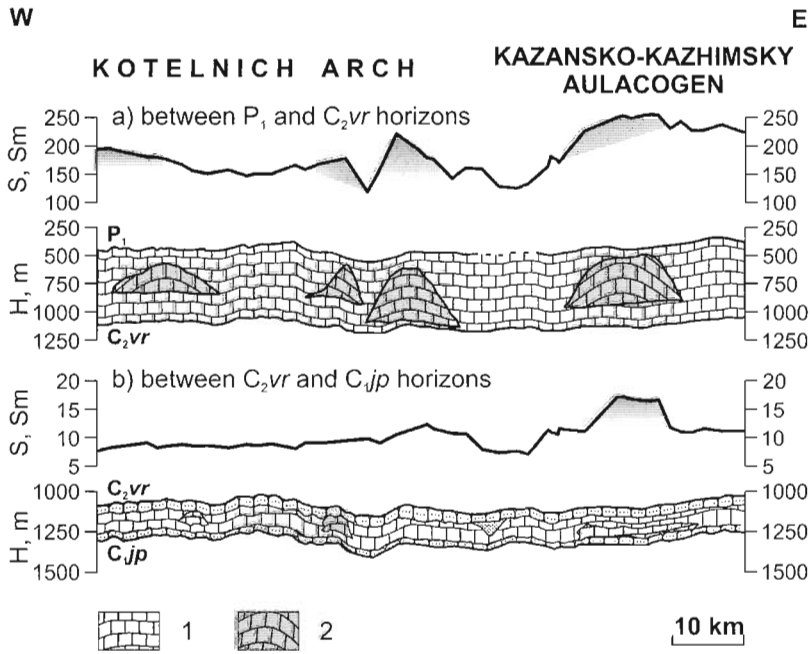 W E
KOTELNICH ARCH
KAZANSKO-KAZHIMSKY
AULACOGEN
a) between P₁ and C₂vr horizons
S, Sm
250
200
150
100
250
200
150
100
P₁
H, m
250
500
750
1000
1250
C₂vr
250
500
750
1000
1250
b) between C₂vr and C₁jp horizons
S, Sm
20
15
10
5
20
15
10
5
C₂vr
H, m
1000
1250
1500
C₁jp
1000
1250
1500
1 2
10 km